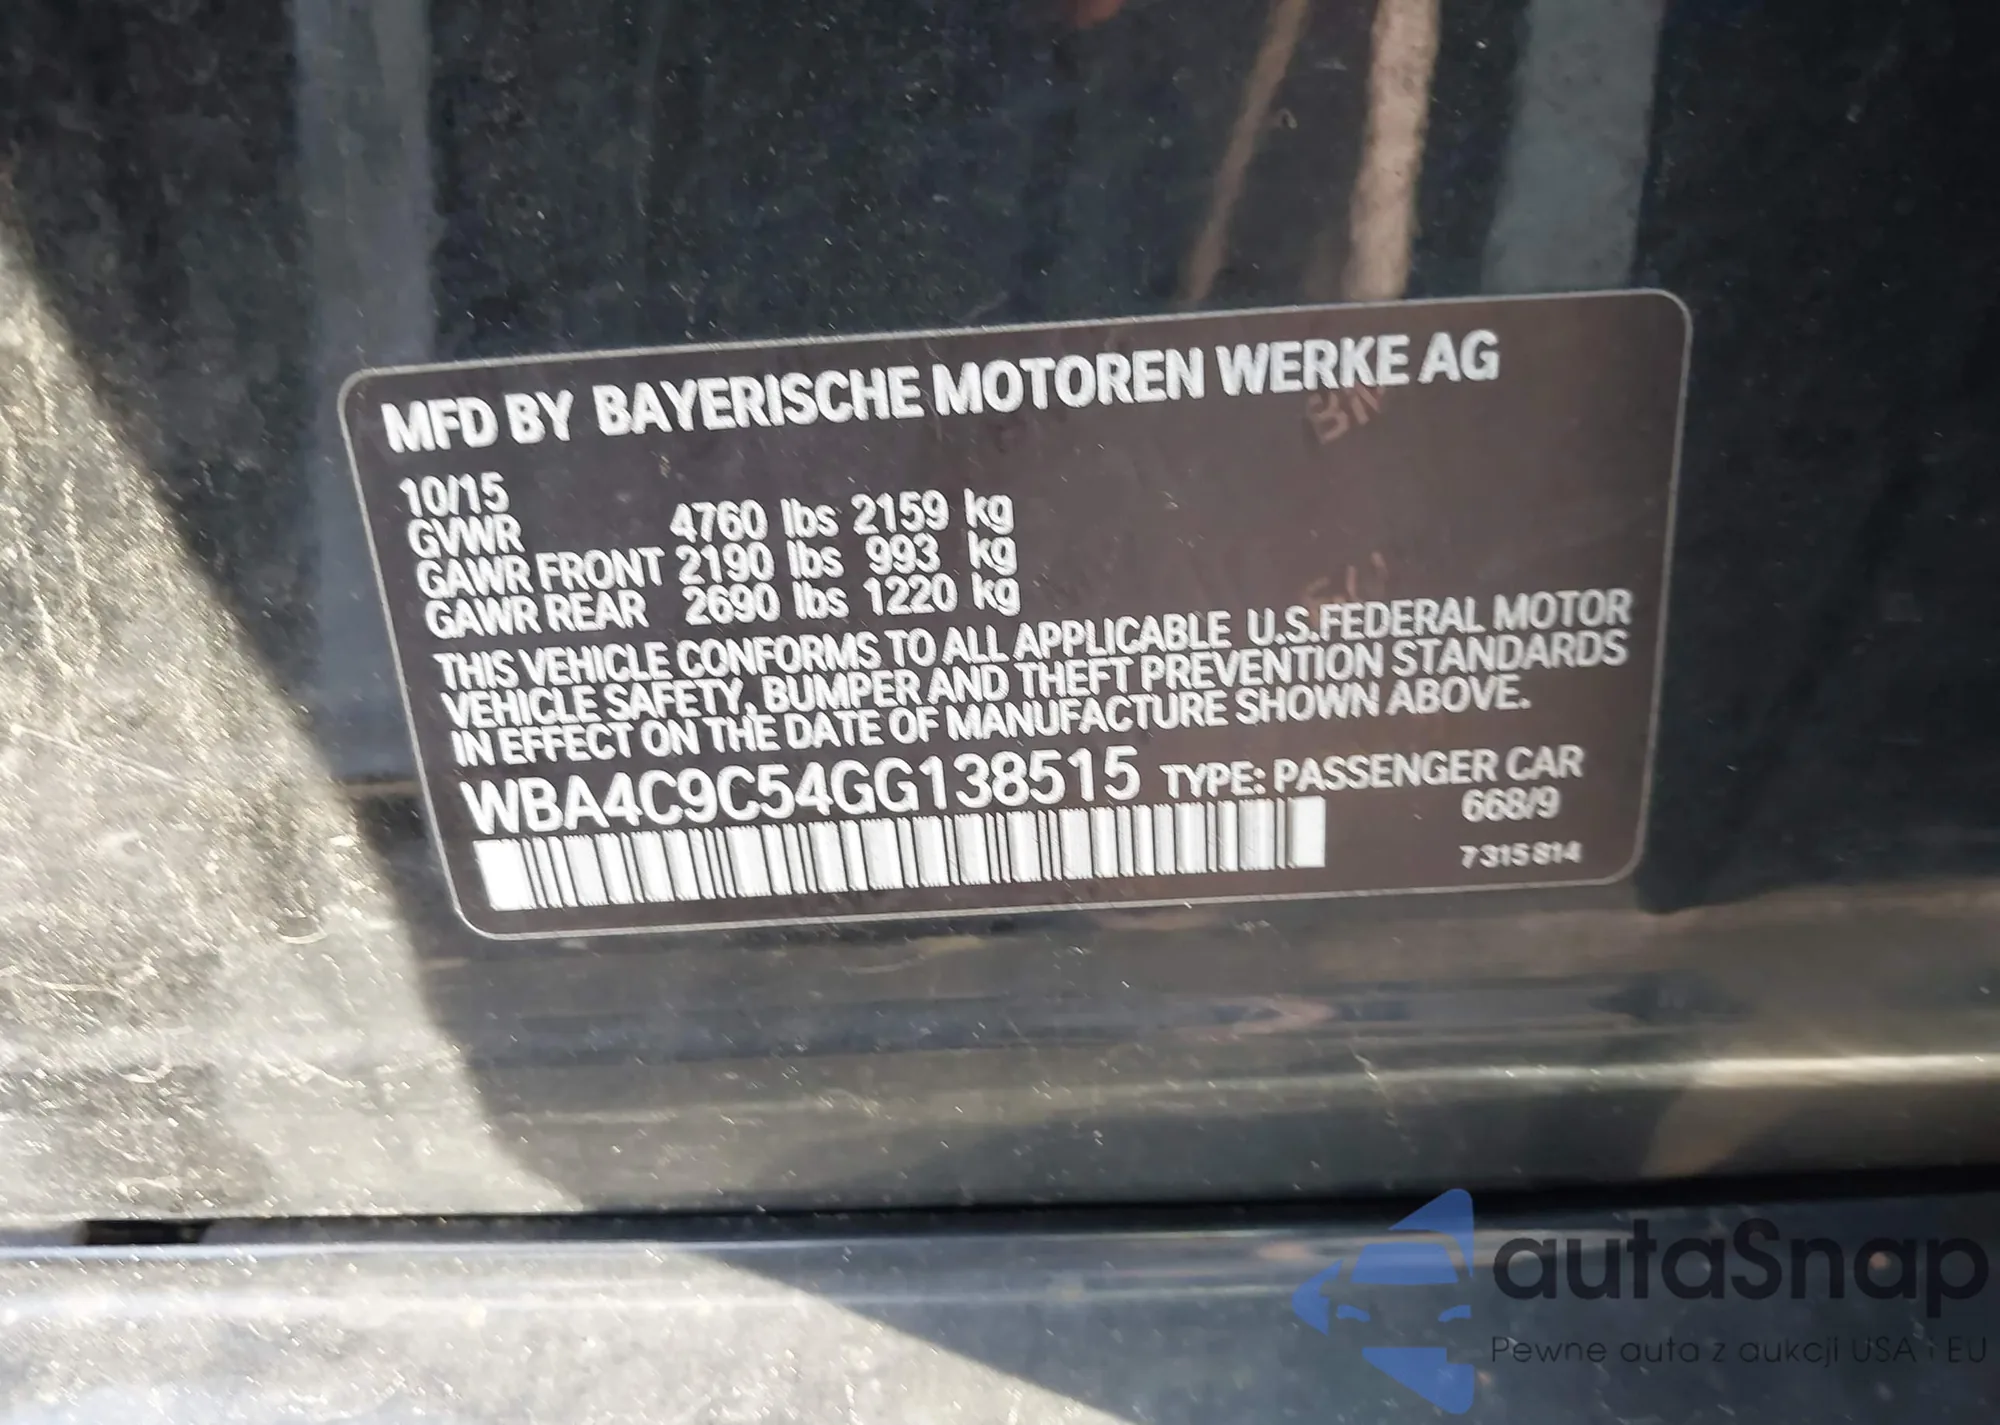 MFD BY BAYERISCHE MOTOREN WERKE AG
10/15
GVWR 4760 lbs 2159 kg
GAWR FRONT 2190 lbs 993 kg
GAWR REAR 2690 lbs 1220 kg
THIS VEHICLE CONFORMS TO ALL APPLICABLE U.S.FEDERAL MOTOR
VEHICLE SAFETY, BUMPER AND THEFT PREVENTION STANDARDS
IN EFFECT ON THE DATE OF MANUFACTURE SHOWN ABOVE.
WBA4C9C54GG138515 TYPE: PASSENGER CAR
668/9
7 315 814
autaSnap
Pewne auta z aukcji USA i EU